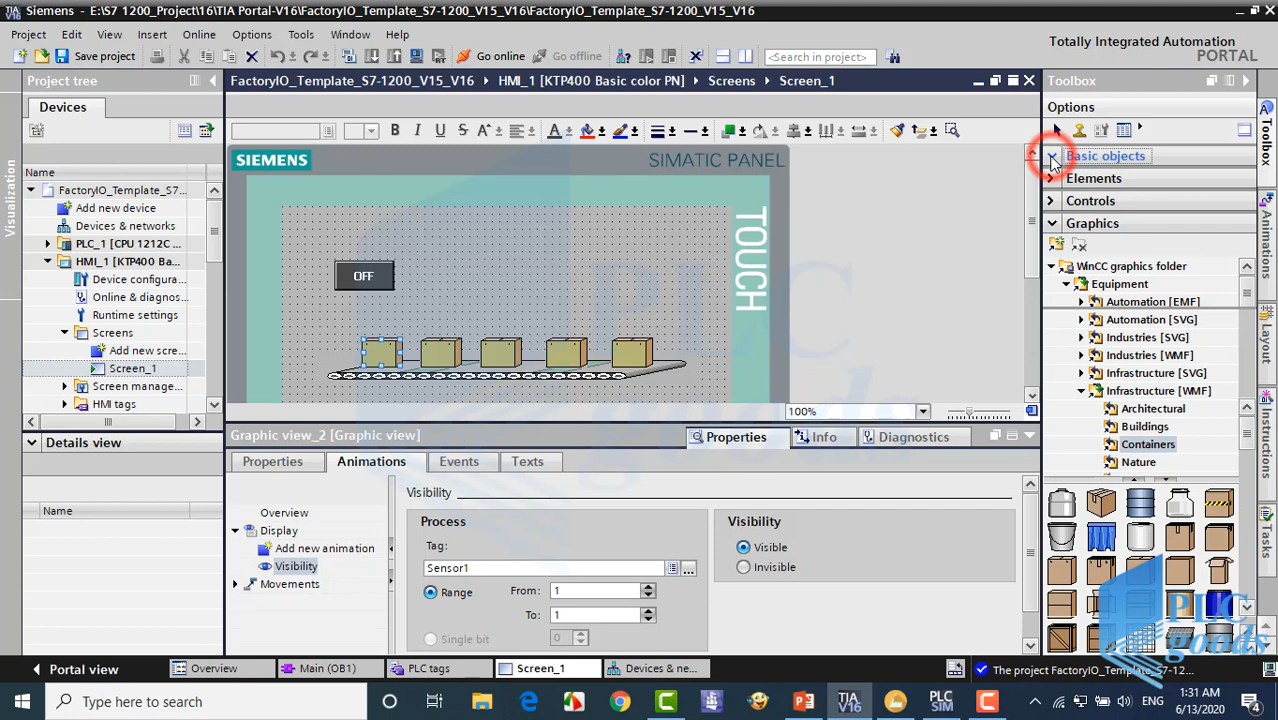 Siemens - E:\S7 1200_Project\16\TIA Portal-V16\FactoryIO_Template_S7-1200_V15_V16\FactoryIO_Template_S7-1200_V15_V16
Project Edit View Insert Online Options Tools Window Help
Totally Integrated Automation
PORTAL
Save project
Go online
Go offline
<Search in project>
Project tree
FactoryIO_Template_S7-1200_V15_V16 HMI_1 [KTP400 Basic color PN] Screens Screen_1
Toolbox
Devices
Options
Name
FactoryIO_Template_S7...
Add new device
Devices & networks
PLC_1 [CPU 1212C ...
HMI_1 [KTP400 Ba...
Device configura...
Online & diagnos...
Runtime settings
Screens
Add new scre...
Screen_1
Screen manage...
HMI tags
Visualization
SIEMENS
SIMATIC PANEL
TOUCH
OFF
100%
Basic objects
Elements
Controls
Graphics
WinCC graphics folder
Equipment
Automation [EMF]
Automation [SVG]
Industries [SVG]
Industries [WMF]
Infrastructure [SVG]
Infrastructure [WMF]
Architectural
Buildings
Containers
Nature
Toolbox
Animations
Layout
Instructions
Tasks
Details view
Name
Graphic view_2 [Graphic view]
Properties Info Diagnostics
Properties Animations Events Texts
Overview
Display
Add new animation
Visibility
Movements
Visibility
Process
Tag:
Sensor1
Range From: 1
To: 1
Single bit 0
Visibility
Visible
Invisible
PLC
goods
PLC
goods
Portal view Overview Main (OB1) PLC tags Screen_1 Devices & ne...
The project FactoryIO_Template_S7-12...
Type here to search
TIA
V16
PLC
SIM
1:31 AM
6/13/2020
4